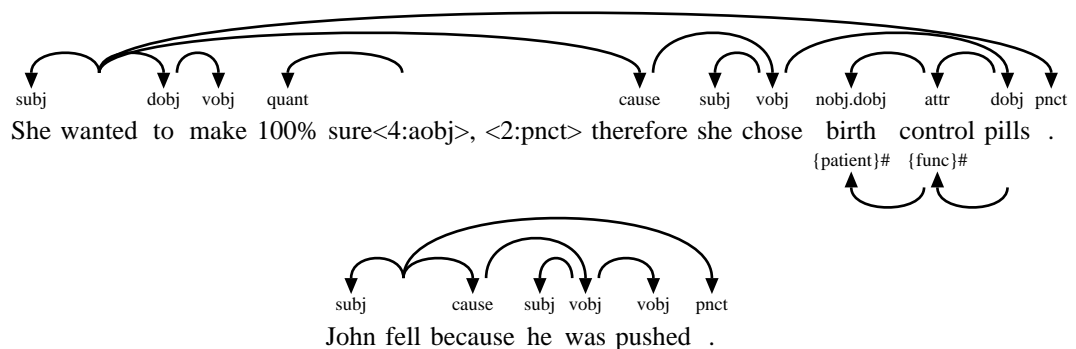 subj dobj vobj quant cause subj vobj nobj.dobj attr dobj pnct
She wanted to make 100% sure<4:aobj>, <2:pnct> therefore she chose birth control pills .
{patient}# {func}#
subj cause subj vobj vobj pnct
John fell because he was pushed .